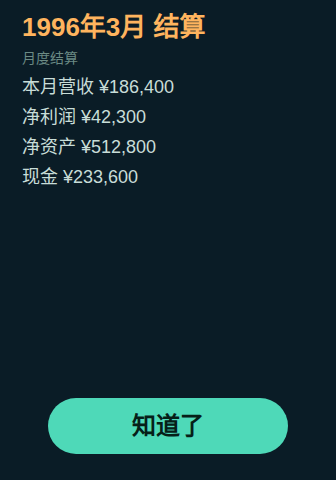 1996年3月 结算
月度结算
本月营收 ¥186,400
净利润 ¥42,300
净资产 ¥512,800
现金 ¥233,600
知道了